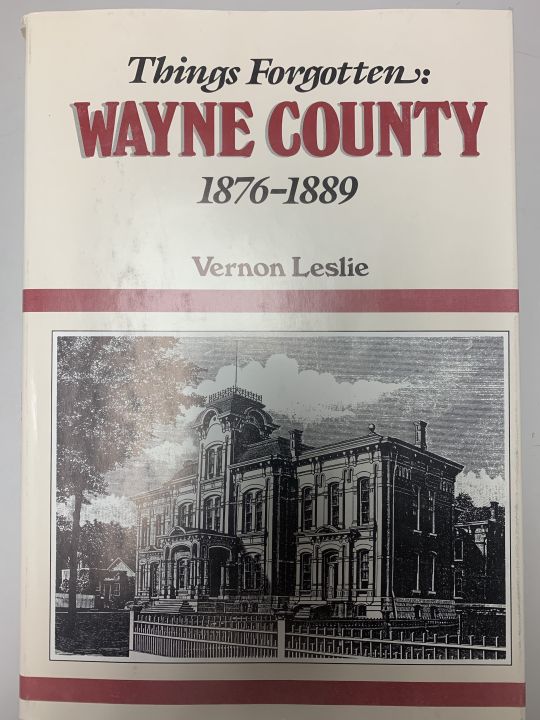 Things Forgotten:
WAYNE COUNTY
1876-1889
Vernon Leslie